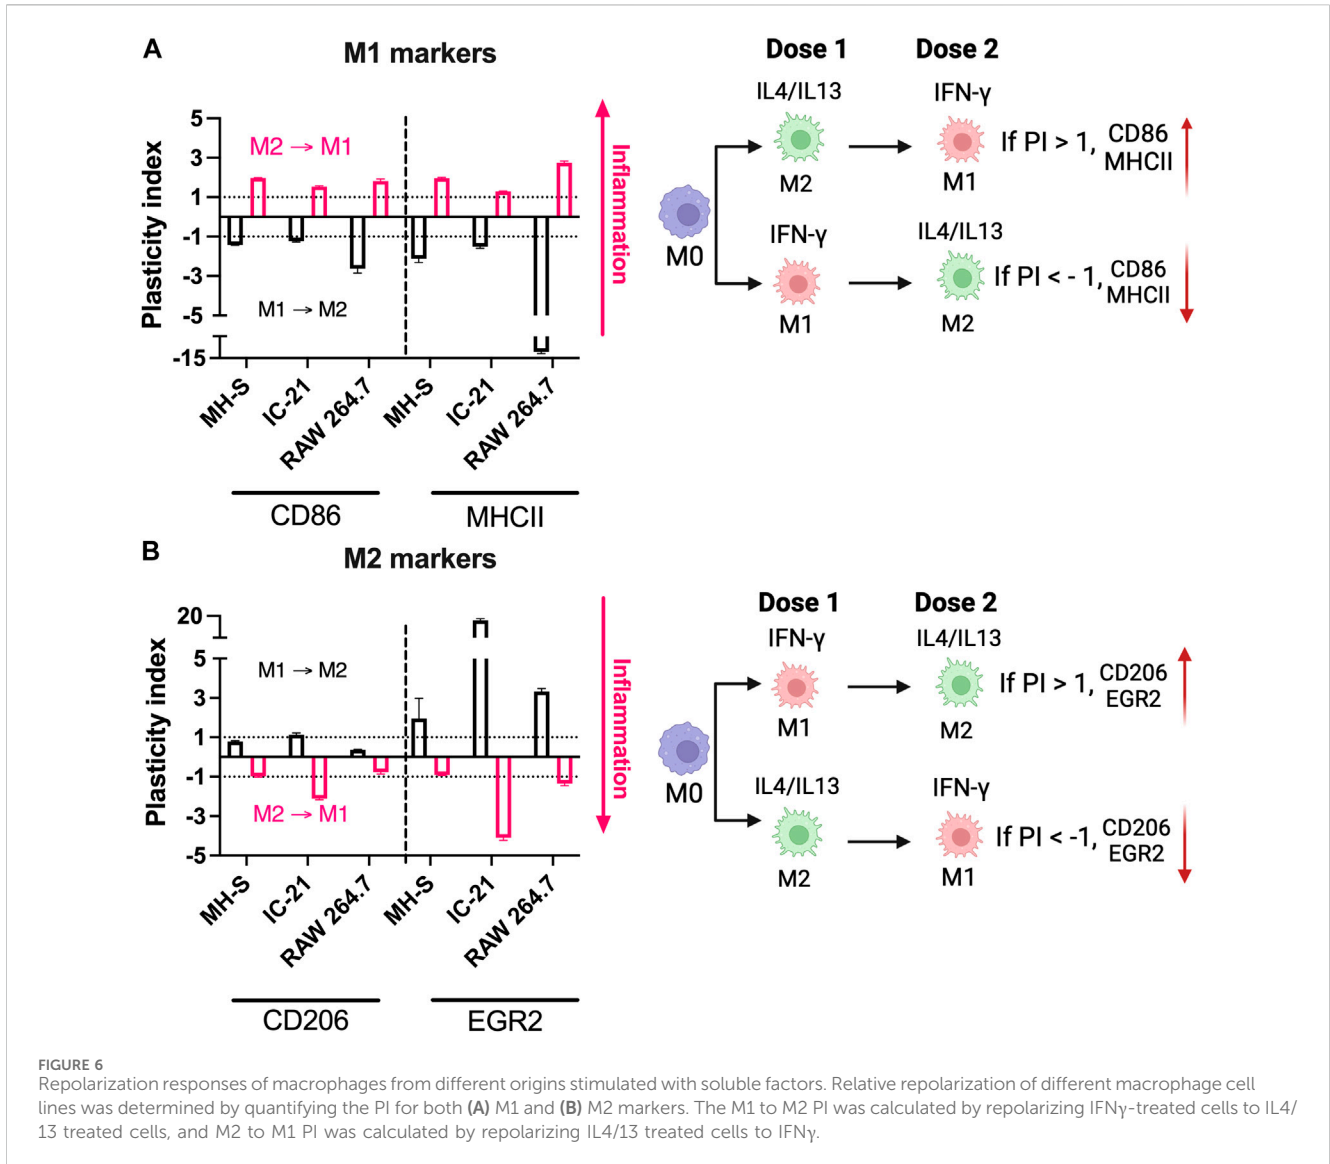 A
M1 markers
Plasticity index
5
3
1
-1
-3
-5
-15
M2 → M1
M1 → M2
Inflammation
MH-S
IC-21
RAW 264.7
MH-S
IC-21
RAW 264.7
CD86
MHCII
Dose 1
Dose 2
IL4/IL13
IFN-γ
M2
M1
If PI > 1, CD86
MHCII
M0
IFN-γ
IL4/IL13
M1
M2
If PI < - 1, CD86
MHCII
B
M2 markers
Plasticity index
20
5
3
1
-1
-3
-5
M1 → M2
M2 → M1
Inflammation
MH-S
IC-21
RAW 264.7
MH-S
IC-21
RAW 264.7
CD206
EGR2
Dose 1
Dose 2
IFN-γ
IL4/IL13
M1
M2
If PI > 1, CD206
EGR2
M0
IL4/IL13
IFN-γ
M2
M1
If PI < -1, CD206
EGR2
FIGURE 6
Repolarization responses of macrophages from different origins stimulated with soluble factors. Relative repolarization of different macrophage cell
lines was determined by quantifying the PI for both (A) M1 and (B) M2 markers. The M1 to M2 PI was calculated by repolarizing IFNγ-treated cells to IL4/
13 treated cells, and M2 to M1 PI was calculated by repolarizing IL4/13 treated cells to IFNγ.